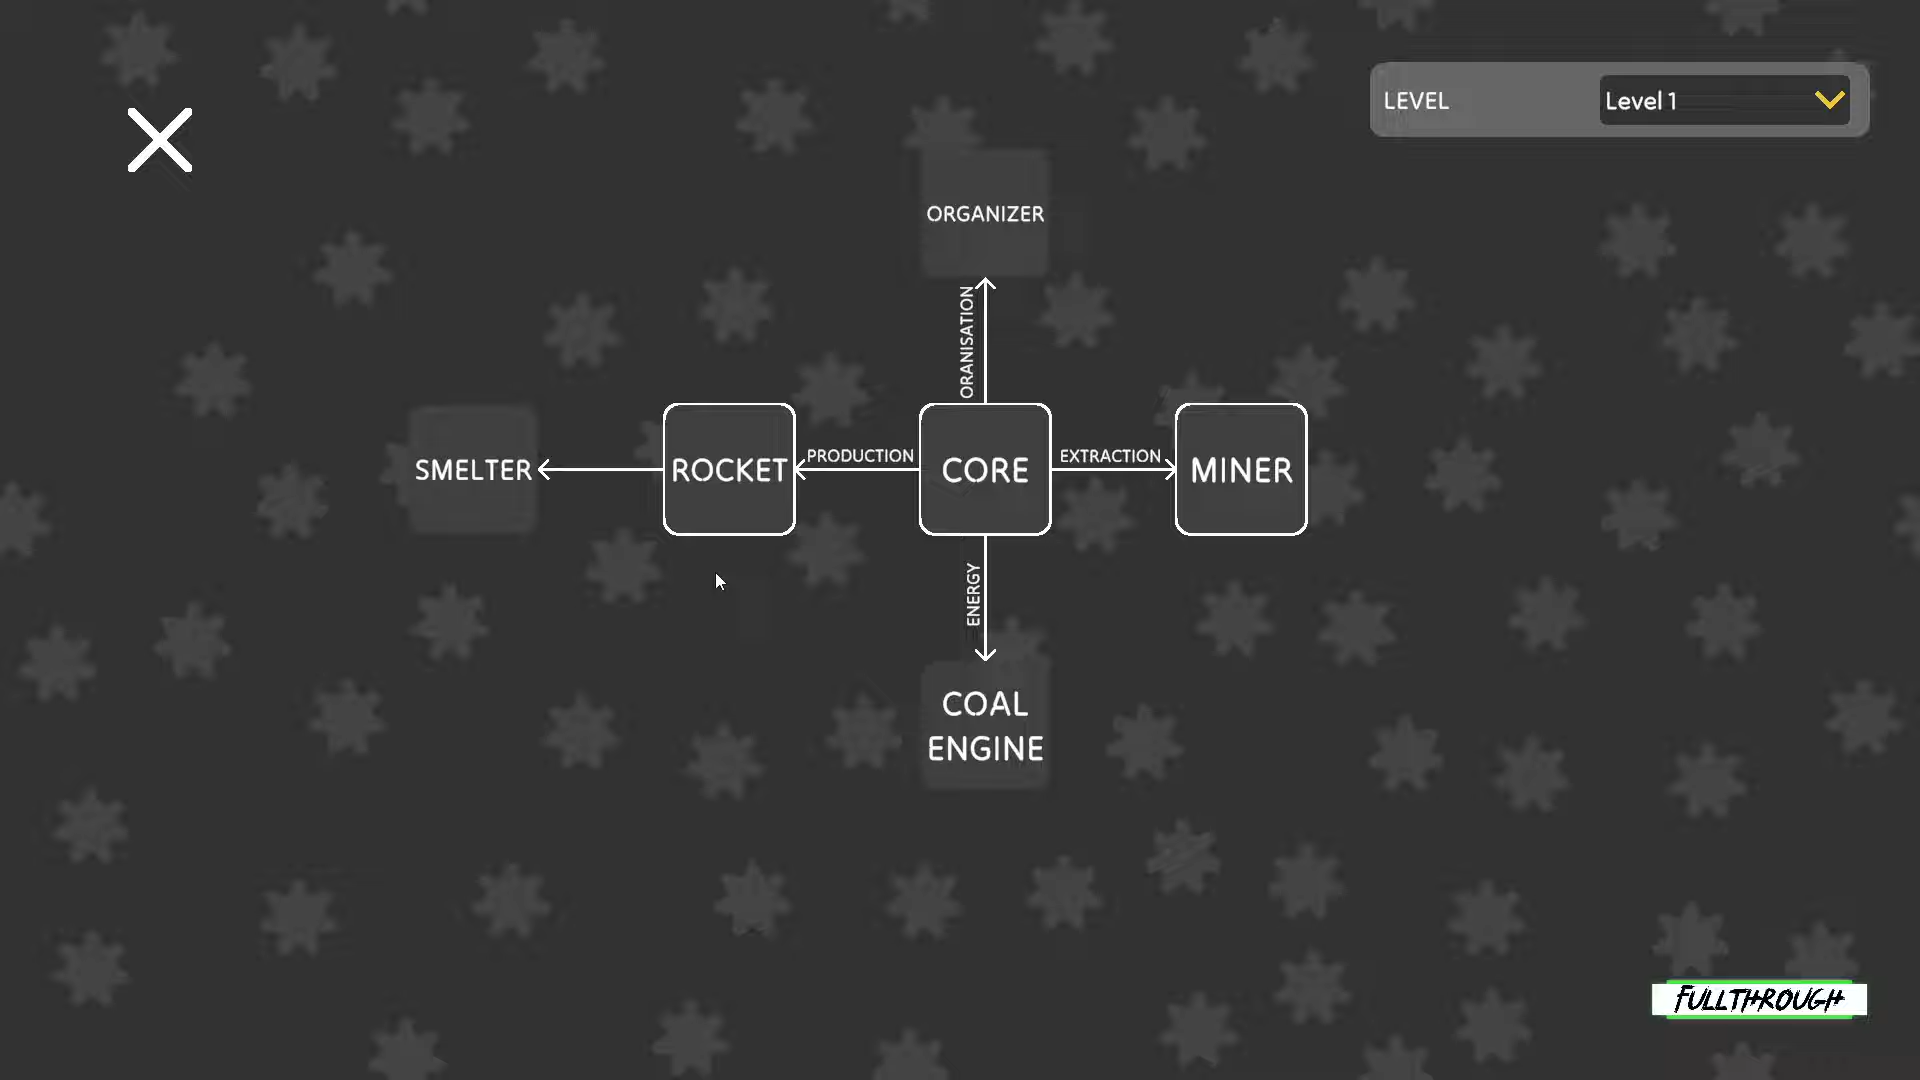 LEVEL
Level 1
ORGANIZER
ORANISATION
SMELTER
ROCKET
PRODUCTION
CORE
EXTRACTION
MINER
ENERGY
COAL
ENGINE
FULLTHROUGH